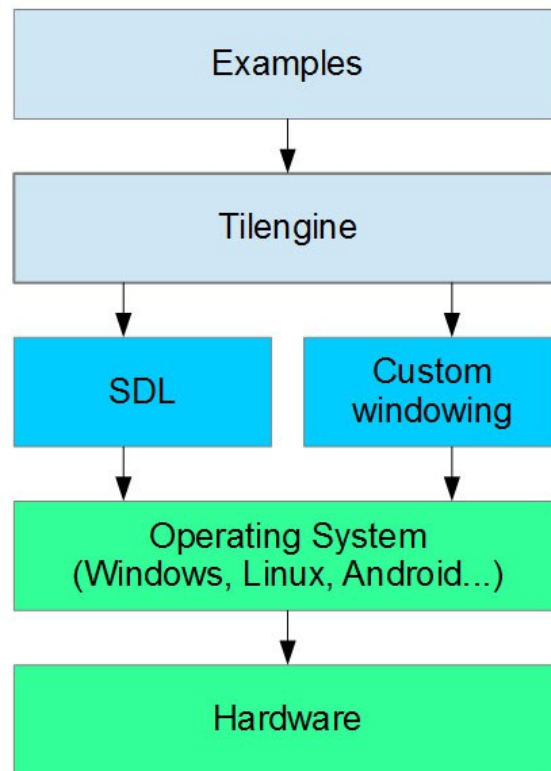 Examples
Tilengine
SDL
Custom
windowing
Operating System
(Windows, Linux, Android...)
Hardware